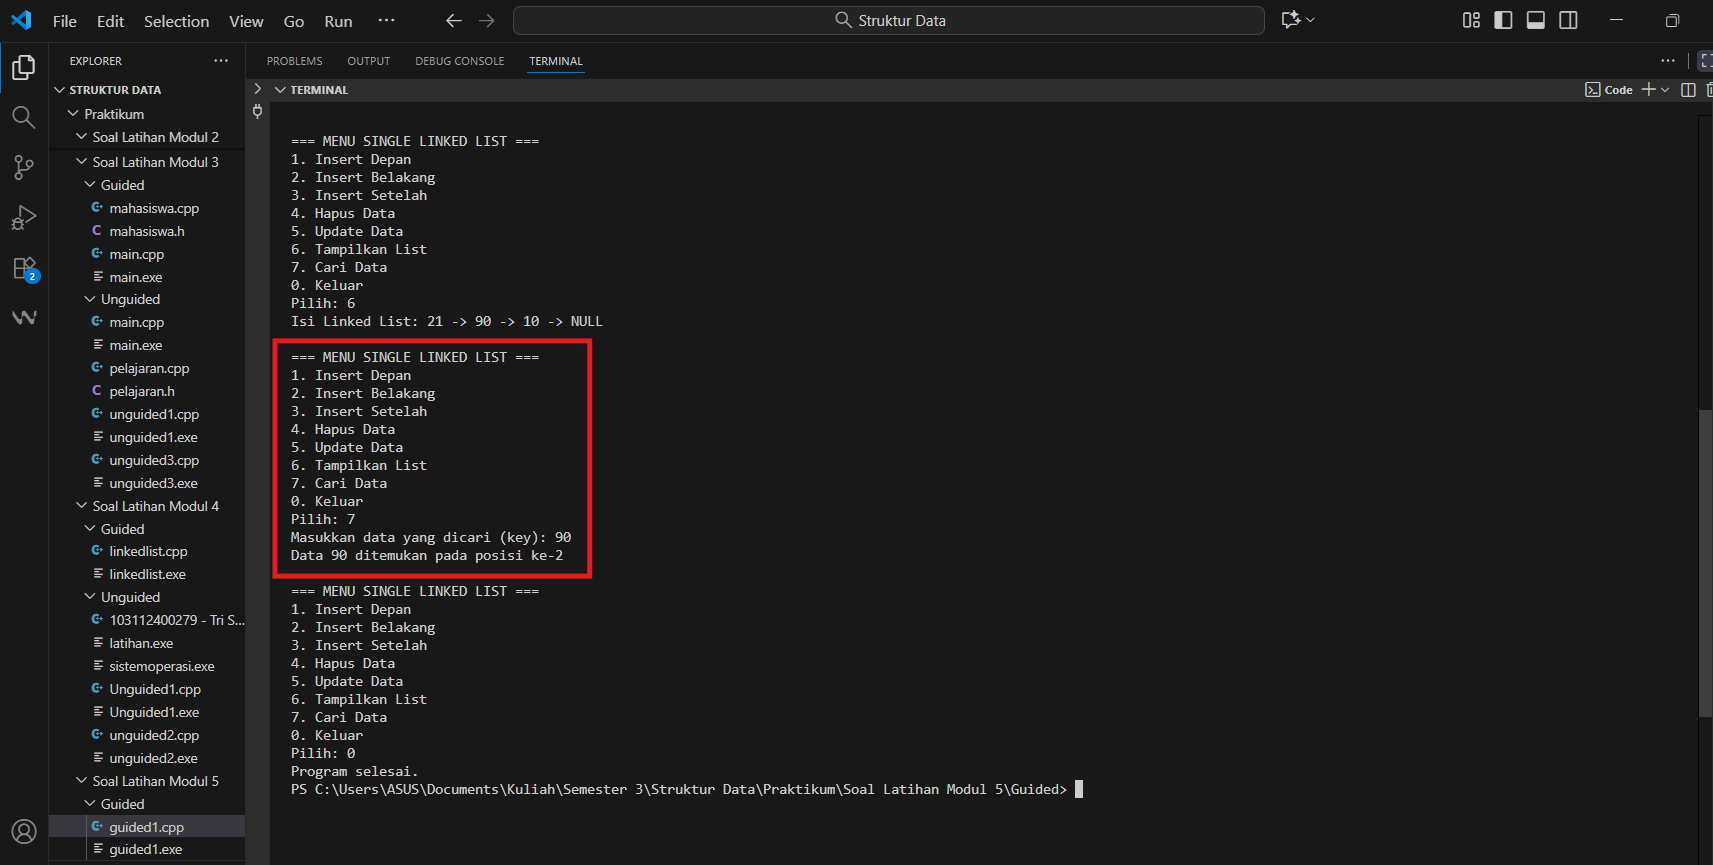 File Edit Selection View Go Run ··· Struktur Data
EXPLORER ···
STRUKTUR DATA
Praktikum
Soal Latihan Modul 2
Soal Latihan Modul 3
Guided
mahasiswa.cpp
C mahasiswa.h
main.cpp
main.exe
Unguided
main.cpp
main.exe
pelajaran.cpp
C pelajaran.h
unguided1.cpp
unguided1.exe
unguided3.cpp
unguided3.exe
Soal Latihan Modul 4
Guided
linkedlist.cpp
linkedlist.exe
Unguided
103112400279 - Tri S...
latihan.exe
sistemoperasi.exe
Unguided1.cpp
Unguided1.exe
unguided2.cpp
unguided2.exe
Soal Latihan Modul 5
Guided
guided1.cpp
guided1.exe
2
PROBLEMS OUTPUT DEBUG CONSOLE TERMINAL ···
TERMINAL Code
=== MENU SINGLE LINKED LIST ===
1. Insert Depan
2. Insert Belakang
3. Insert Setelah
4. Hapus Data
5. Update Data
6. Tampilkan List
7. Cari Data
0. Keluar
Pilih: 6
Isi Linked List: 21 -> 90 -> 10 -> NULL
=== MENU SINGLE LINKED LIST ===
1. Insert Depan
2. Insert Belakang
3. Insert Setelah
4. Hapus Data
5. Update Data
6. Tampilkan List
7. Cari Data
0. Keluar
Pilih: 7
Masukkan data yang dicari (key): 90
Data 90 ditemukan pada posisi ke-2
=== MENU SINGLE LINKED LIST ===
1. Insert Depan
2. Insert Belakang
3. Insert Setelah
4. Hapus Data
5. Update Data
6. Tampilkan List
7. Cari Data
0. Keluar
Pilih: 0
Program selesai.
PS C:\Users\ASUS\Documents\Kuliah\Semester 3\Struktur Data\Praktikum\Soal Latihan Modul 5\Guided>